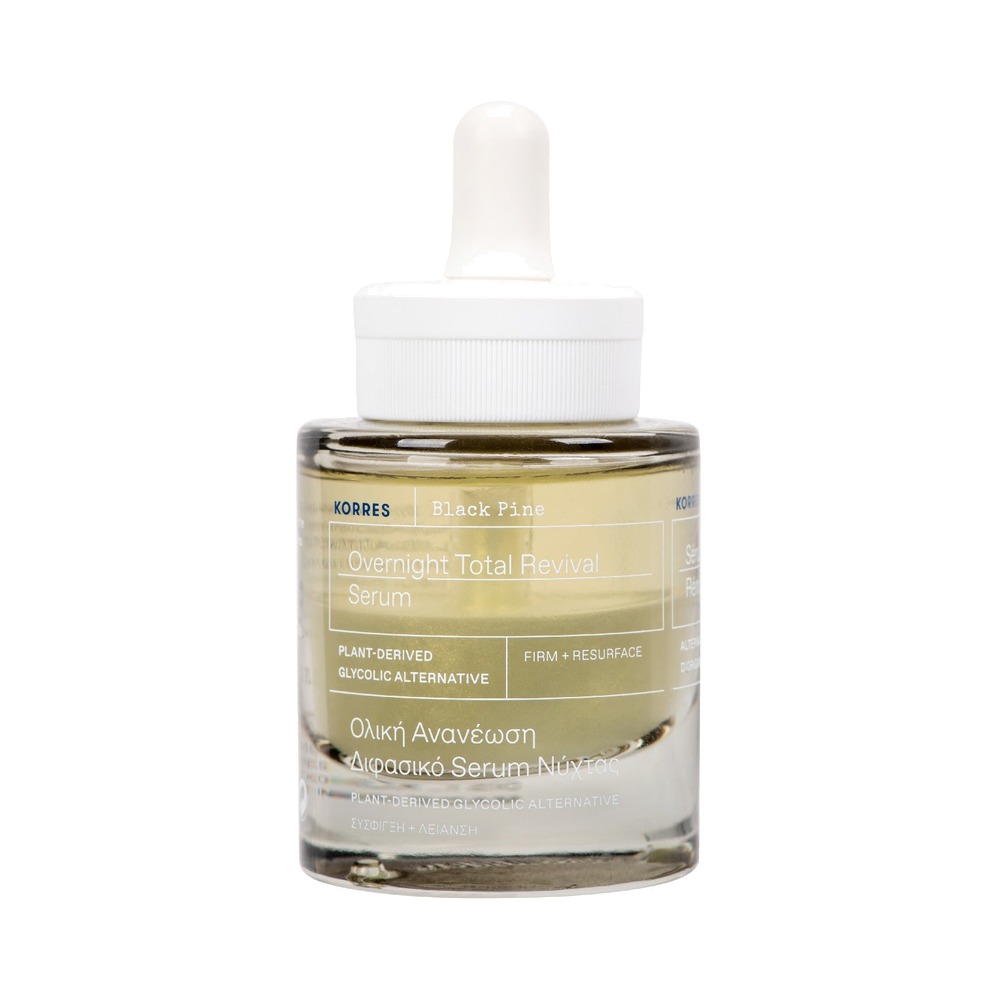 KORRES
Black Pine
Overnight Total Revival
Serum
PLANT-DERIVED
GLYCOLIC ALTERNATIVE
FIRM + RESURFACE
Ολική Ανανέωση
Διφασικό Serum Νύχτας
PLANT-DERIVED GLYCOLIC ALTERNATIVE
ΣΥΣΦΙΓΞΗ + ΛΕΙΑΝΣΗ